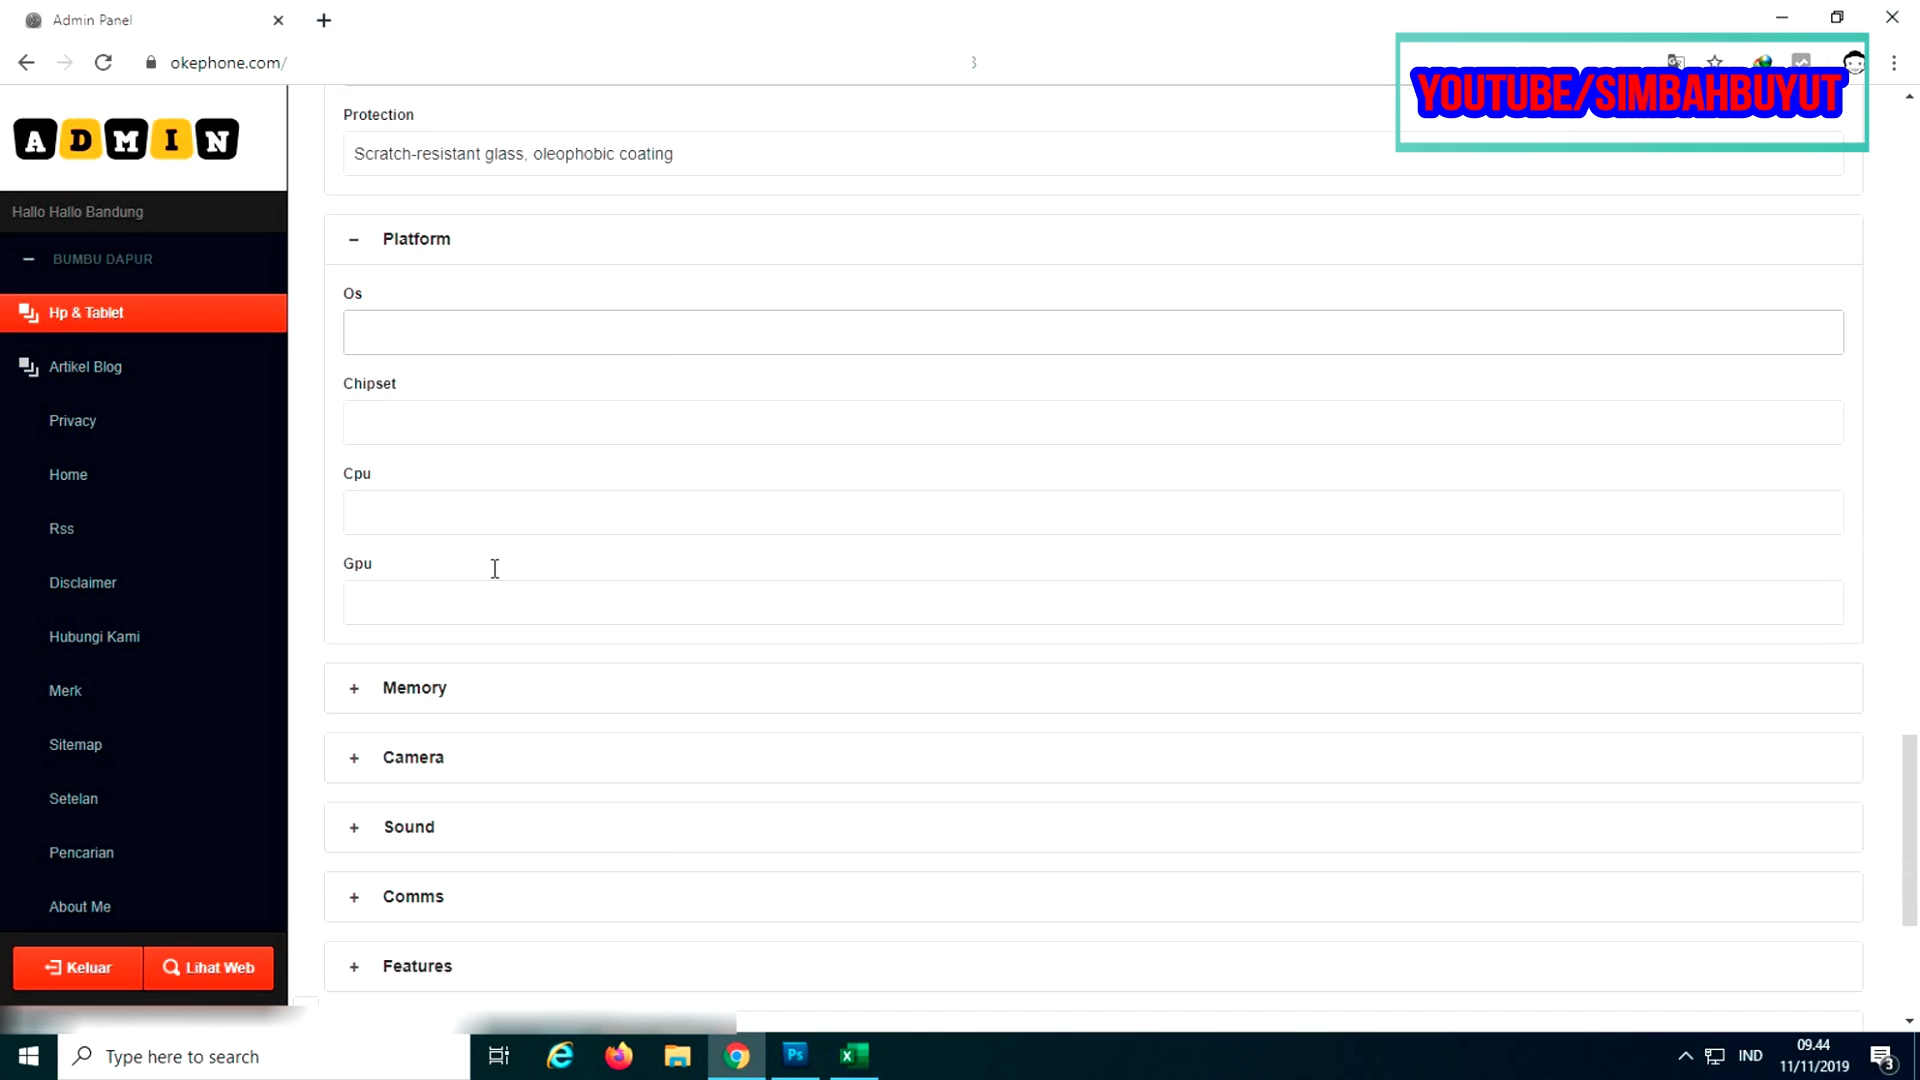 Admin Panel
okephone.com/
3
YOUTUBE/SIMBAHBUYUT
ADMIN
Hallo Hallo Bandung
BUMBU DAPUR
Hp & Tablet
Artikel Blog
Privacy
Home
Rss
Disclaimer
Hubungi Kami
Merk
Sitemap
Setelan
Pencarian
About Me
Keluar
Lihat Web
Protection
Scratch-resistant glass, oleophobic coating
Platform
Os
Chipset
Cpu
Gpu
Memory
Camera
Sound
Comms
Features
Type here to search
Ps
IND
09.44
11/11/2019
3